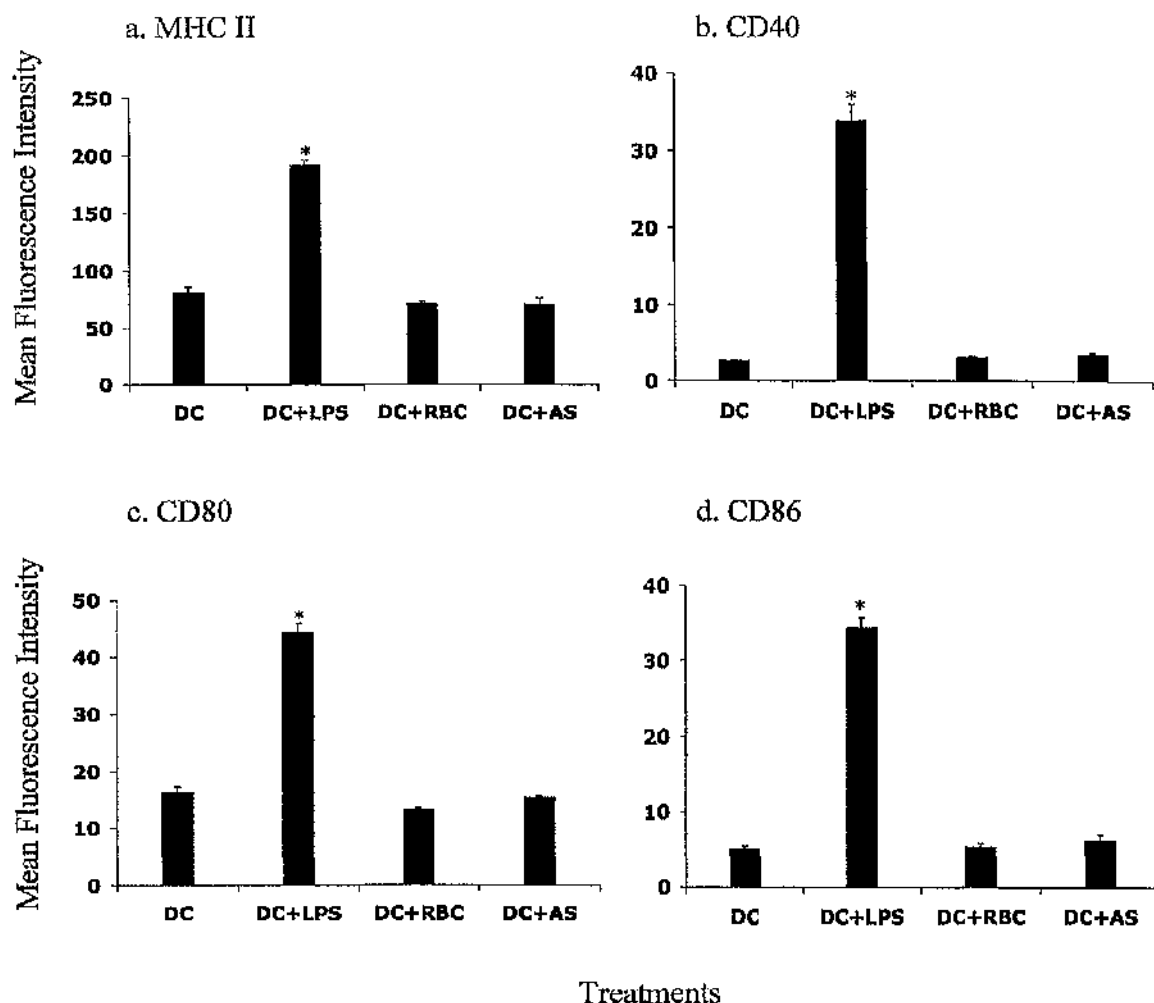 a. MHC II
Mean Fluorescence Intensity
250
200
150
100
50
0
*
DC DC+LPS DC+RBC DC+AS
b. CD40
40
30
20
10
0
*
DC DC+LPS DC+RBC DC+AS
c. CD80
Mean Fluorescence Intensity
50
40
30
20
10
0
*
DC DC+LPS DC+RBC DC+AS
d. CD86
40
30
20
10
0
*
DC DC+LPS DC+RBC DC+AS
Treatments